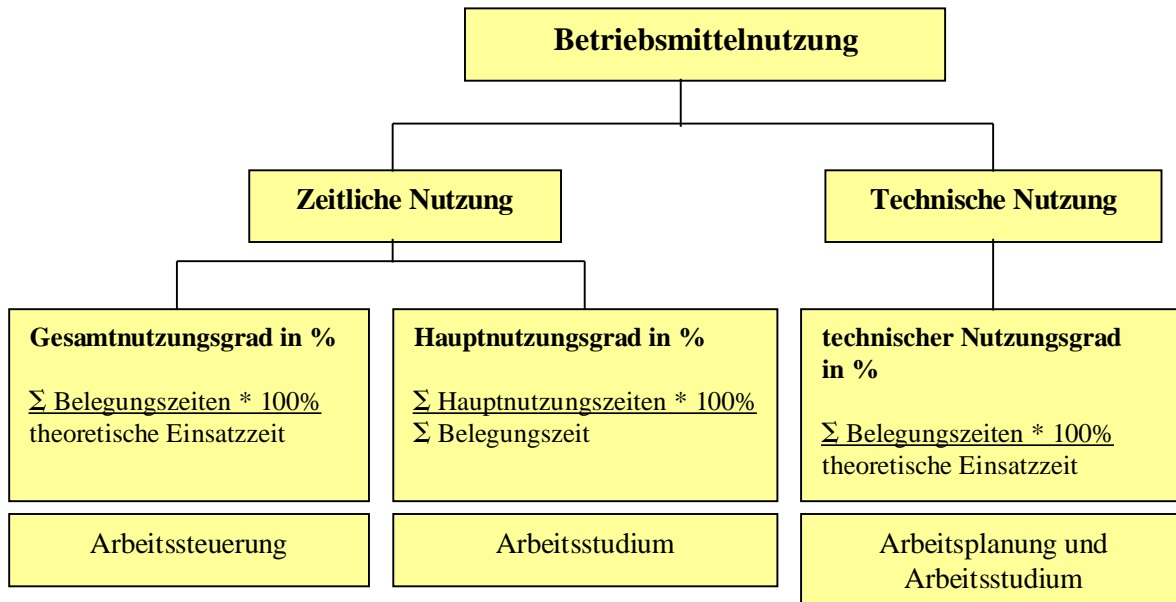 Betriebsmittelnutzung
Zeitliche Nutzung
Technische Nutzung
Gesamtnutzungsgrad in %
Σ Belegungszeiten * 100%
theoretische Einsatzzeit
Hauptnutzungsgrad in %
Σ Hauptnutzungszeiten * 100%
Σ Belegungszeit
technischer Nutzungsgrad
in %
Σ Belegungszeiten * 100%
theoretische Einsatzzeit
Arbeitssteuerung
Arbeitsstudium
Arbeitsplanung und
Arbeitsstudium